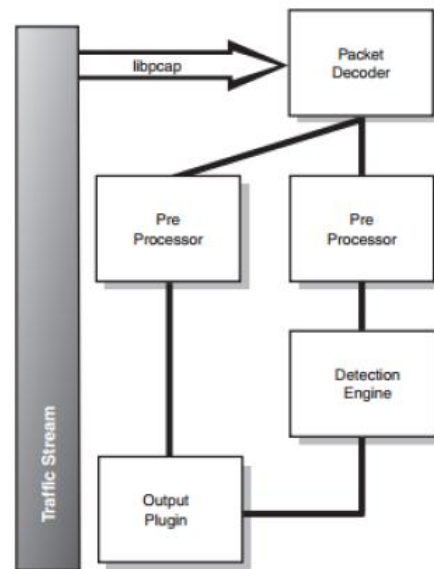 libpcap
Packet
Decoder
Pre
Processor
Pre
Processor
Detection
Engine
Traffic Stream
Output
Plugin